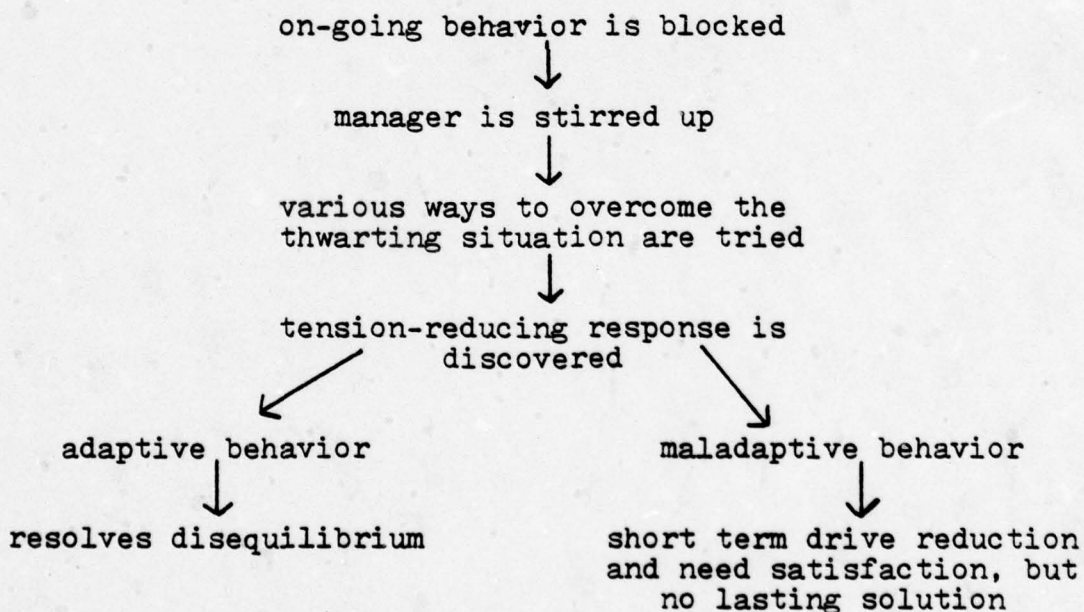 on-going behavior is blocked
manager is stirred up
various ways to overcome the
thwarting situation are tried
tension-reducing response is
discovered
adaptive behavior
maladaptive behavior
resolves disequilibrium
short term drive reduction
and need satisfaction, but
no lasting solution